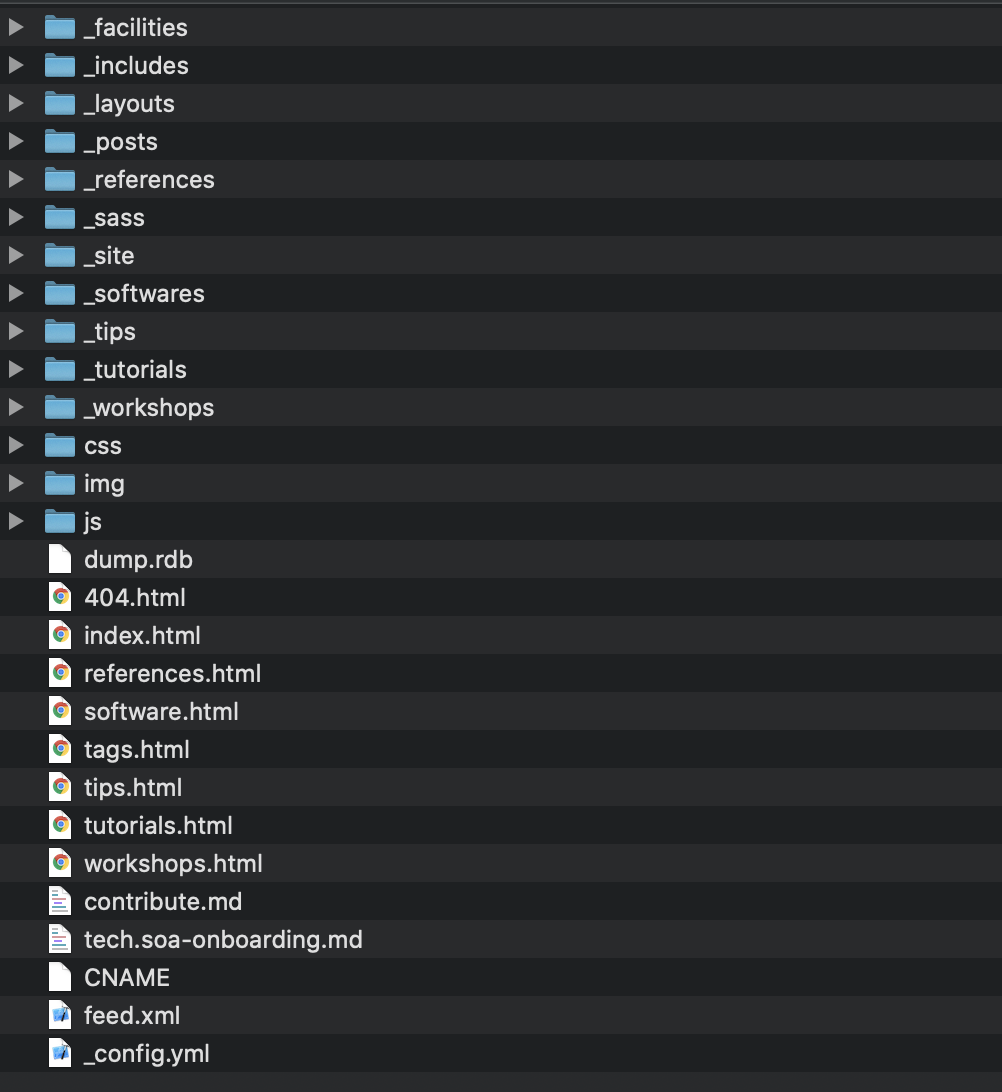 _facilities
_includes
_layouts
_posts
_references
_sass
_site
_softwares
_tips
_tutorials
_workshops
css
img
js
dump.rdb
404.html
index.html
references.html
software.html
tags.html
tips.html
tutorials.html
workshops.html
contribute.md
tech.soa-onboarding.md
CNAME
feed.xml
_config.yml